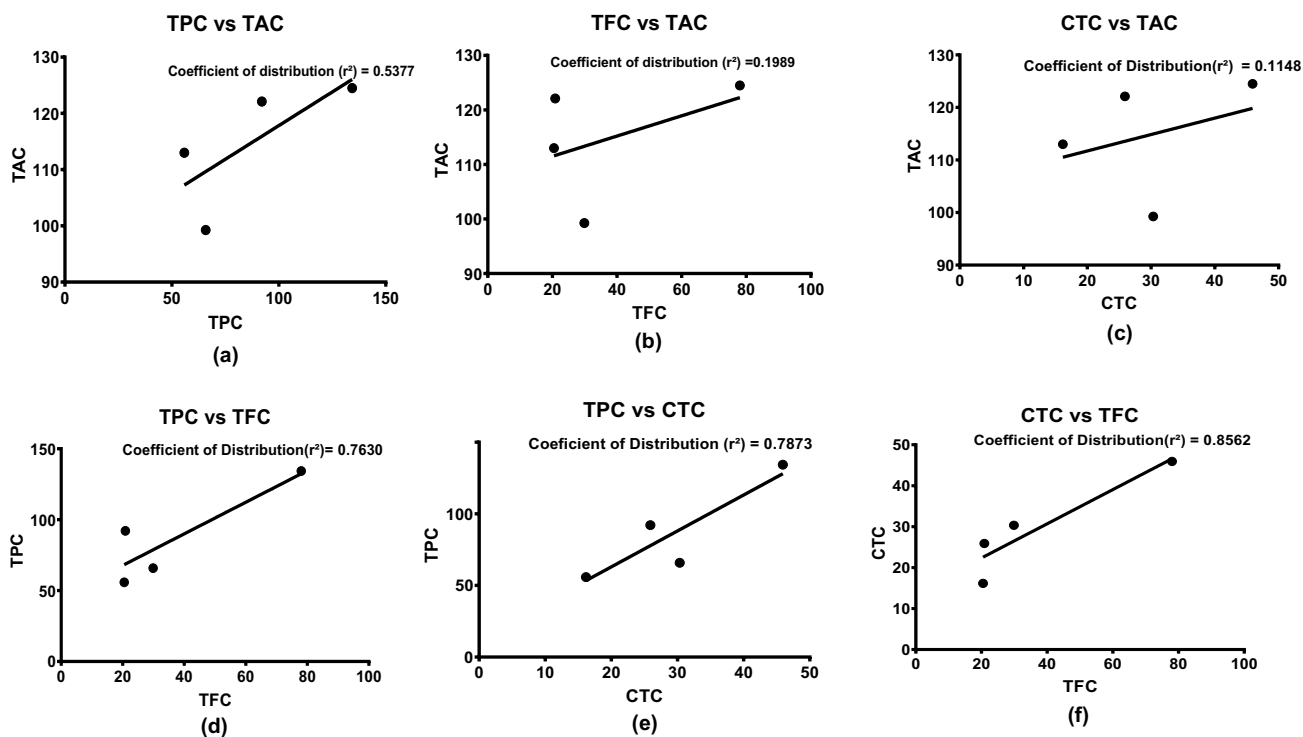 TPC vs TAC
Coefficient of distribution (r²) = 0.5377
130
120
110
100
90
TAC
0
50
100
150
TPC
(a)
TFC vs TAC
Coefficient of distribution (r²) =0.1989
130
120
110
100
90
TAC
0
20
40
60
80
100
TFC
(b)
CTC vs TAC
Coefficient of Distribution(r²) = 0.1148
130
120
110
100
90
TAC
0
10
20
30
40
50
CTC
(c)
TPC vs TFC
Coefficient of Distribution(r²)= 0.7630
150
100
50
0
TPC
0
20
40
60
80
100
TFC
(d)
TPC vs CTC
Coefficient of Distribution (r²) = 0.7873
100
50
0
TPC
0
10
20
30
40
50
CTC
(e)
CTC vs TFC
Coefficient of Distribution(r²) = 0.8562
50
40
30
20
10
0
CTC
0
20
40
60
80
100
TFC
(f)